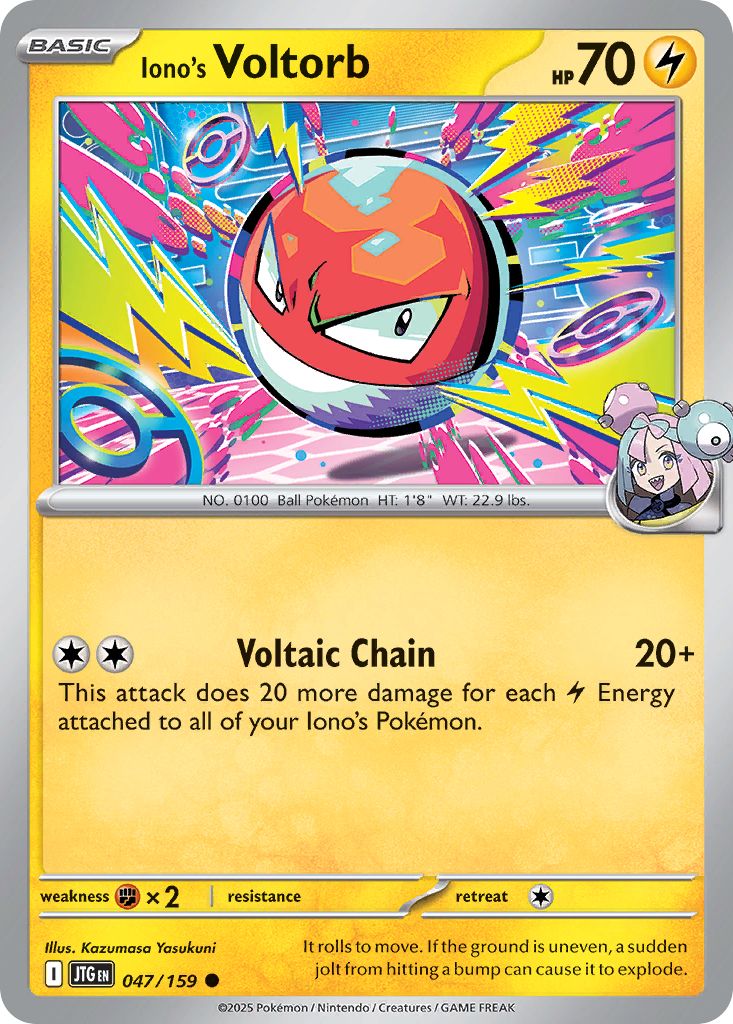 BASIC
Iono's Voltorb
HP 70
NO. 0100 Ball Pokémon HT: 1'8" WT: 22.9 lbs.
Voltaic Chain 20+
This attack does 20 more damage for each Energy
attached to all of your Iono's Pokémon.
weakness ×2 resistance retreat
Illus. Kazumasa Yasukuni
I JTG EN 047/159
It rolls to move. If the ground is uneven, a sudden
jolt from hitting a bump can cause it to explode.
©2025 Pokémon / Nintendo / Creatures / GAME FREAK